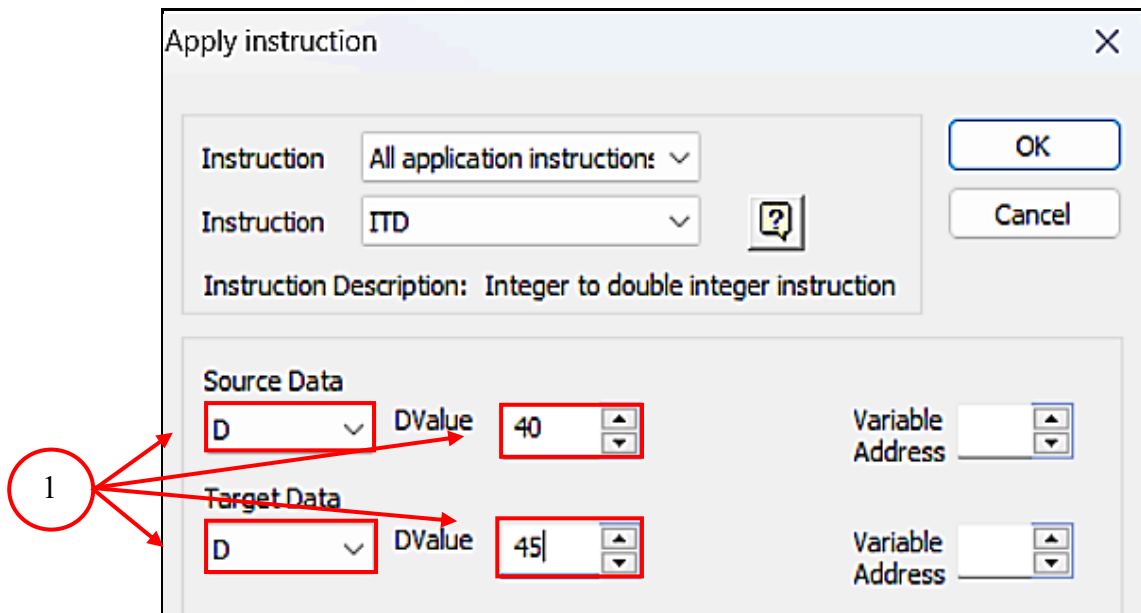 Apply instruction
Instruction All application instructions OK
Instruction ITD Cancel
Instruction Description: Integer to double integer instruction
Source Data
D DValue 40 Variable Address
1
Target Data
D DValue 45 Variable Address